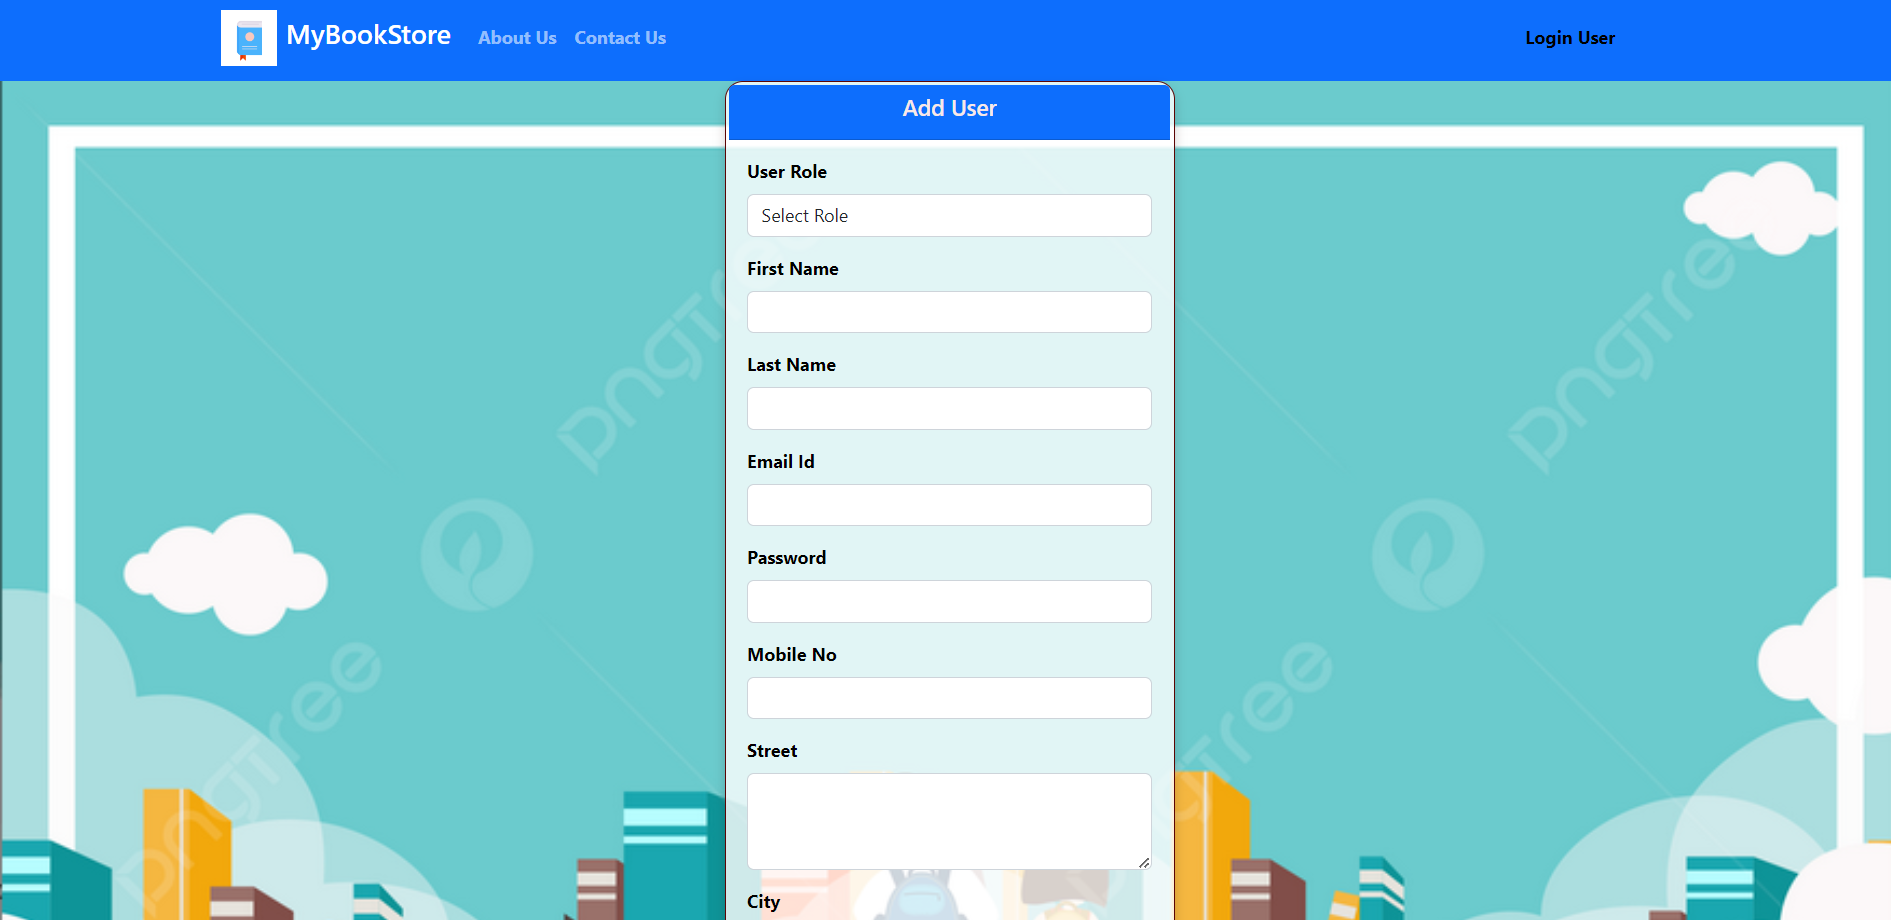 MyBookStore About Us Contact Us Login User
Add User
User Role
Select Role
First Name
Last Name
Email Id
Password
Mobile No
Street
City
pngtree
pngtree
pngtree
pngtree